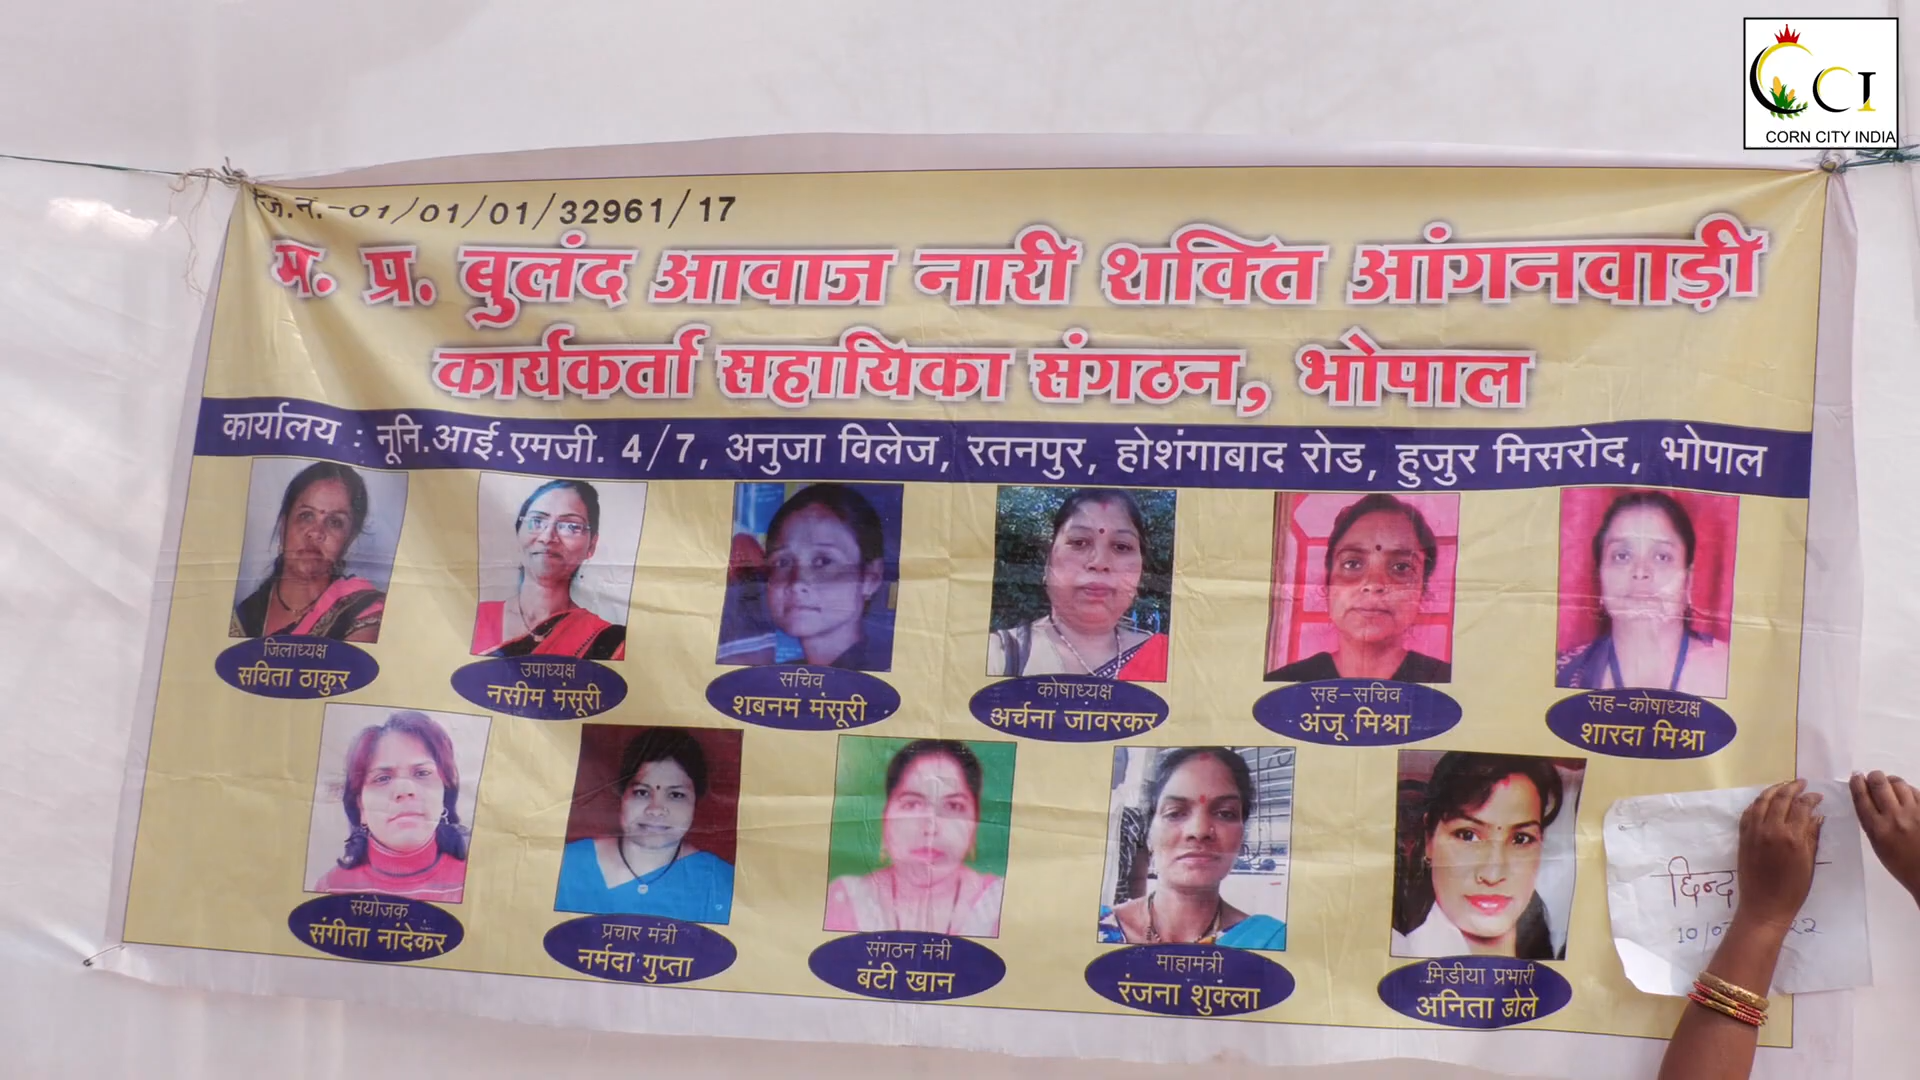 CCI
CORN CITY INDIA
जि.न.-01/01/01/32961/17
म. प्र. बुलंद आवाज नारी शक्ति आंगनवाड़ी
कार्यकर्ता सहायिका संगठन, भोपाल
कार्यालय : नूनि.आई.एमजी. 4/7, अनुजा विलेज, रतनपुर, होशंगाबाद रोड, हुजुर मिसरोद, भोपाल
जिलाध्यक्ष
सविता ठाकुर
उपाध्यक्ष
नसीम मंसूरी
सचिव
शबनम मंसूरी
कोषाध्यक्ष
अर्चना जांवरकर
सह-सचिव
अंजू मिश्रा
सह-कोषाध्यक्ष
शारदा मिश्रा
संयोजक
संगीता नांदेकर
प्रचार मंत्री
नर्मदा गुप्ता
संगठन मंत्री
बंटी खान
माहामंत्री
रंजना शुक्ला
मिडीया प्रभारी
अनिता डोले